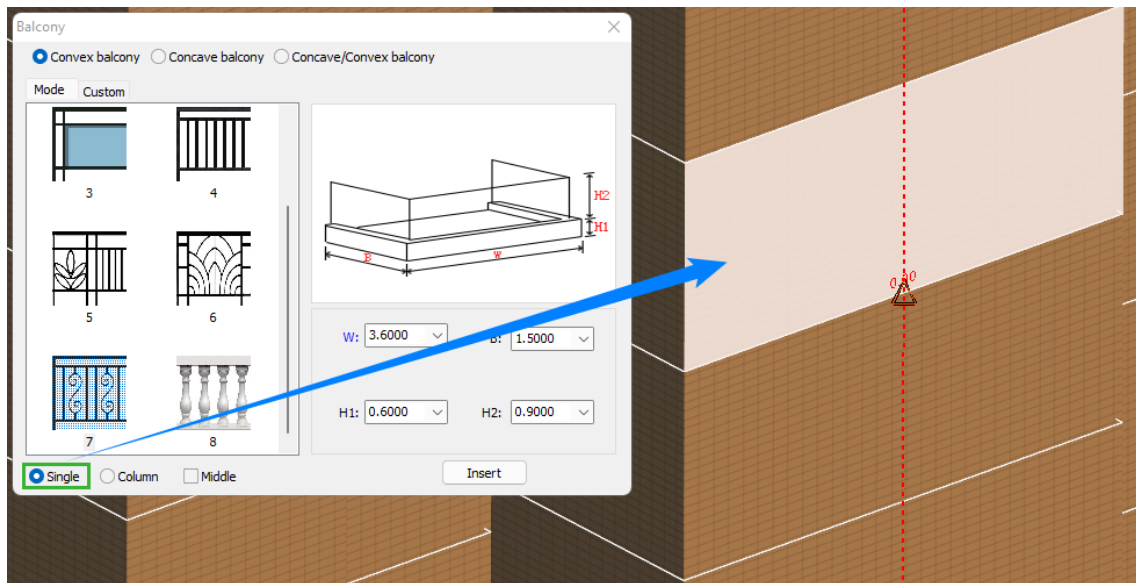 Balcony
Convex balcony Concave balcony Concave/Convex balcony
Mode Custom
3 4
5 6
7 8
H2
H1
B W
W: 3.6000 B: 1.5000
H1: 0.6000 H2: 0.9000
Single Column Middle Insert